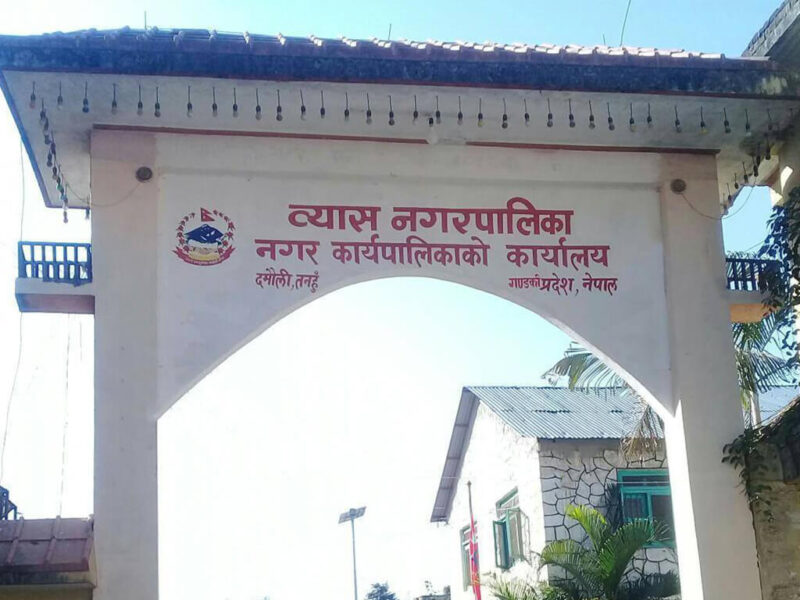 व्यास नगरपालिका
नगर कार्यपालिकाको कार्यालय
दमौली, तनहुँ गण्डकी प्रदेश, नेपाल